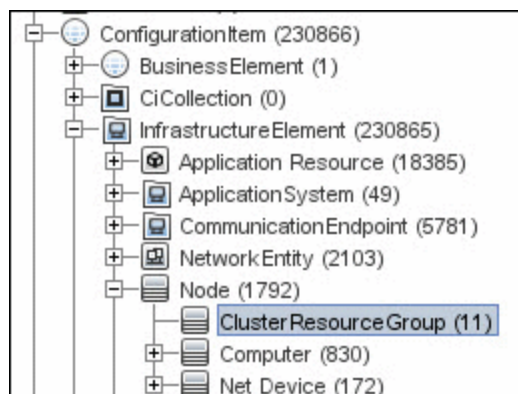 ConfigurationItem (230866)
BusinessElement (1)
CiCollection (0)
InfrastructureElement (230865)
Application Resource (18385)
ApplicationSystem (49)
CommunicationEndpoint (5781)
NetworkEntity (2103)
Node (1792)
ClusterResourceGroup (11)
Computer (830)
Net Device (172)